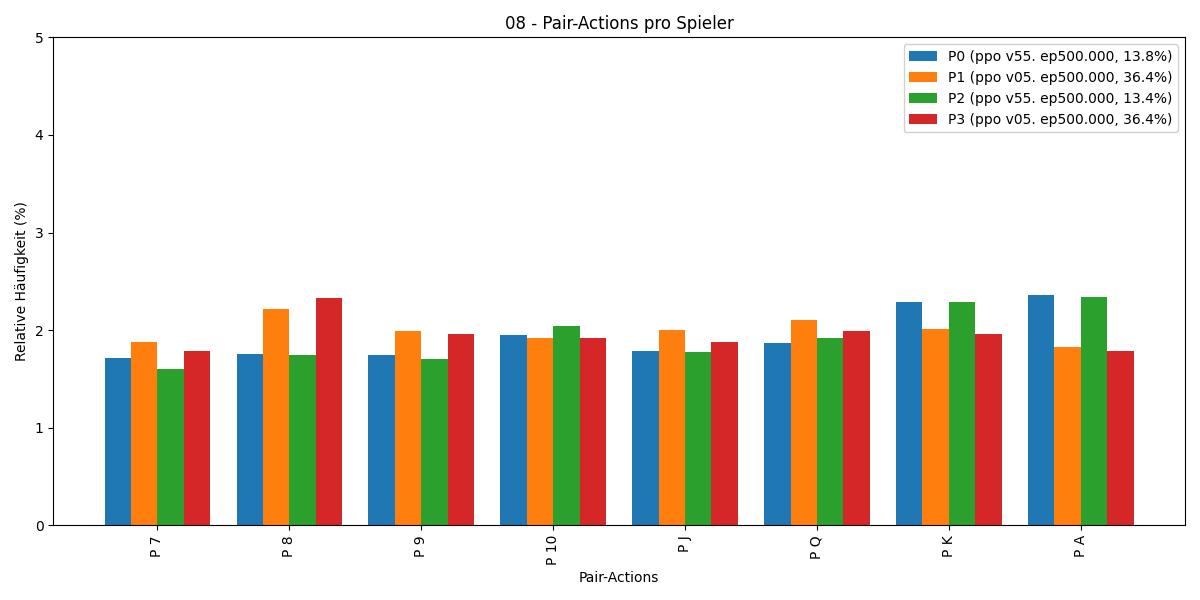 08 - Pair-Actions pro Spieler
P0 (ppo v55. ep500.000, 13.8%)
P1 (ppo v05. ep500.000, 36.4%)
P2 (ppo v55. ep500.000, 13.4%)
P3 (ppo v05. ep500.000, 36.4%)
Relative Häufigkeit (%)
5
4
3
2
1
0
P 7
P 8
P 9
P 10
P J
P Q
P K
P A
Pair-Actions